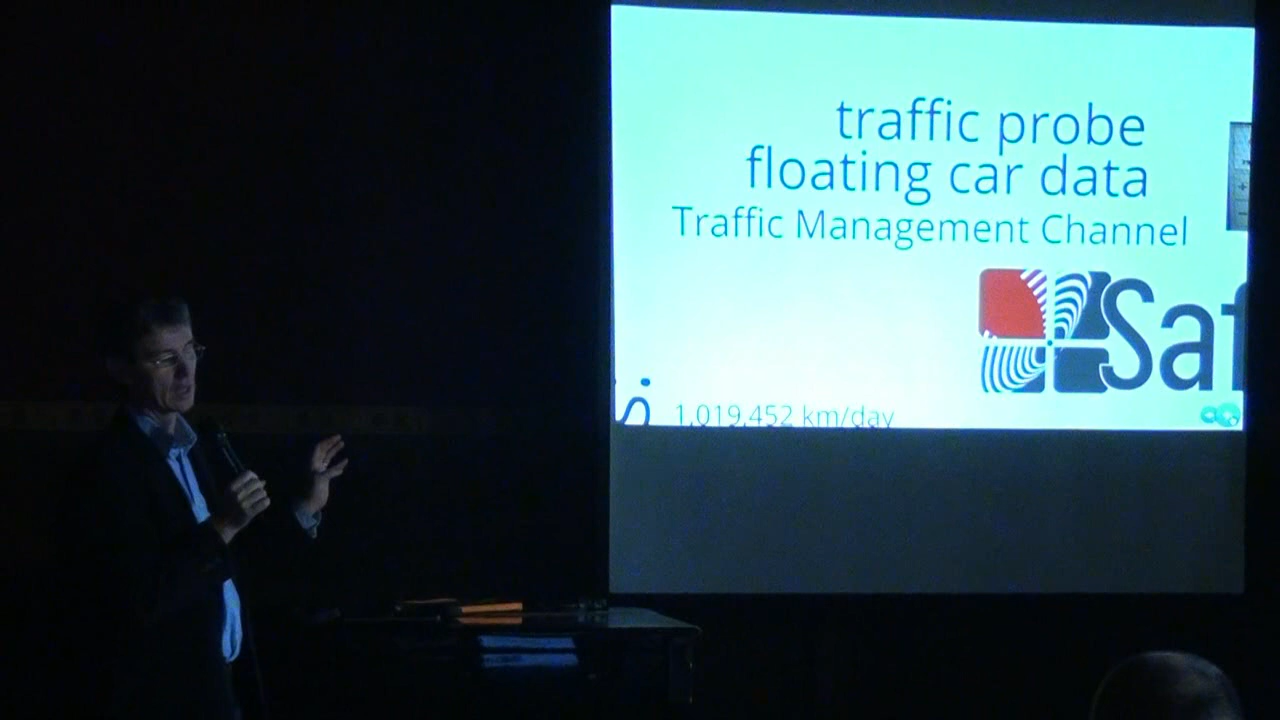 traffic probe
floating car data
Traffic Management Channel
Saf
1,019,452 km/day